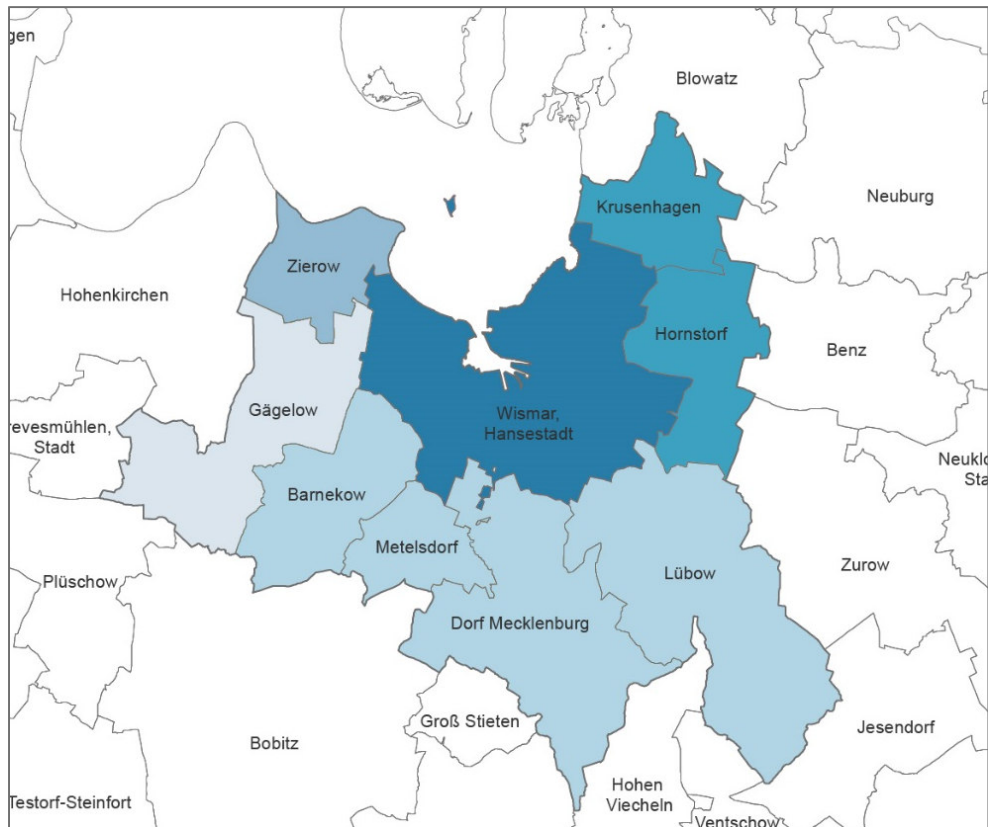 gen
Blowatz
Neuburg
Krusenhagen
Zierow
Hohenkirchen
Hornstorf
Benz
Gägelow
Wismar,
Hansestadt
revesmühlen,
Stadt
Neuklo
Sta
Barnekow
Metelsdorf
Lübow
Zurow
Plüschow
Dorf Mecklenburg
Groß Stieten
Jesendorf
Bobitz
Hohen
Viecheln
Testorf-Steinfort
Ventschow